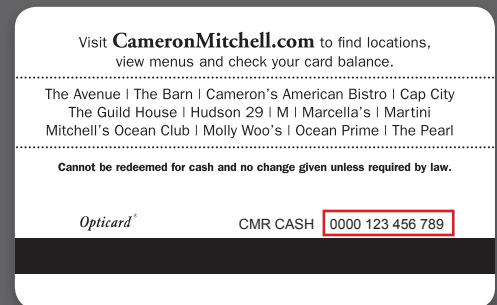 Visit CameronMitchell.com to find locations,
view menus and check your card balance.
The Avenue | The Barn | Cameron's American Bistro | Cap City
The Guild House | Hudson 29 | M | Marcella's | Martini
Mitchell's Ocean Club | Molly Woo's | Ocean Prime | The Pearl
Cannot be redeemed for cash and no change given unless required by law.
Opticard® CMR CASH 0000 123 456 789